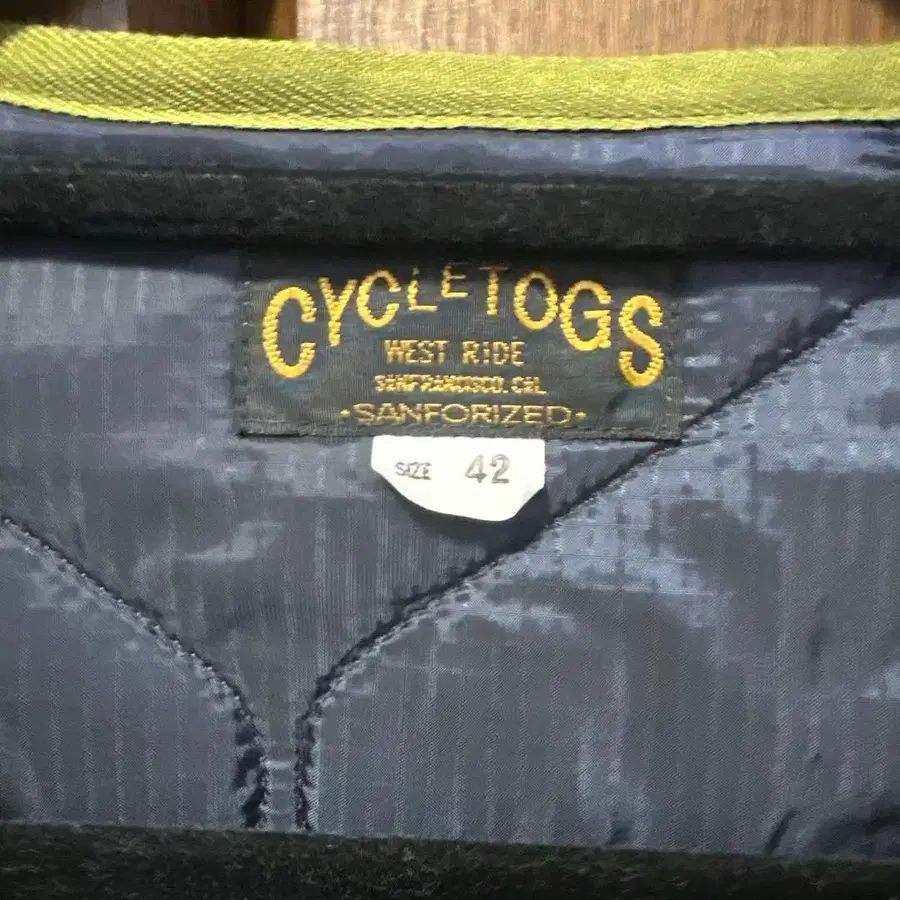 CYCLETOGS
WEST RIDE
SANFRANCISCO. CAL
·SANFORIZED·
SIZE 42